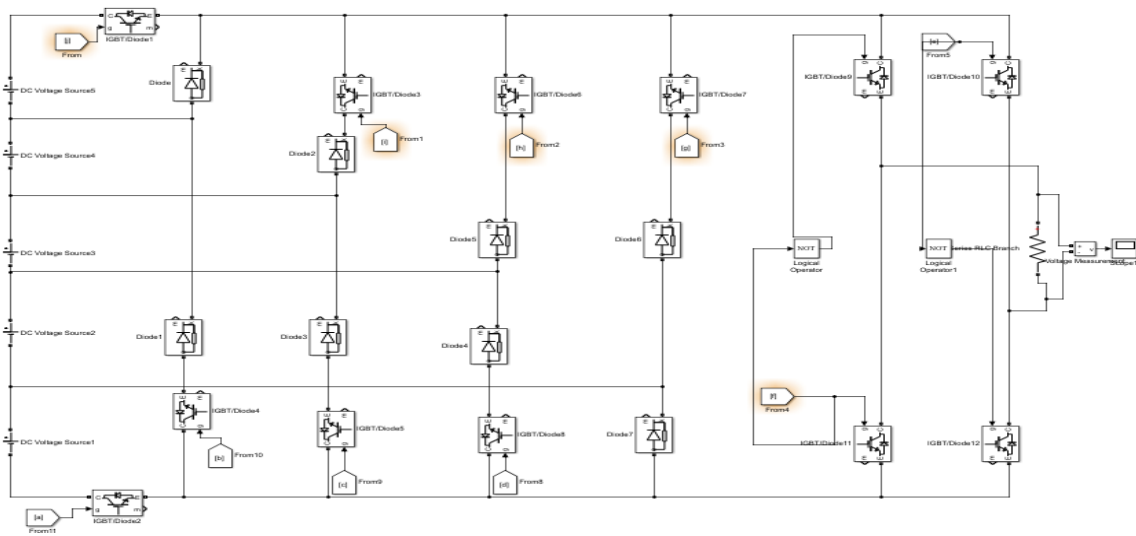 IGBT/Diode1
From
Diode
DC Voltage Source5
IGBT/Diode3
IGBT/Diode6
IGBT/Diode7
IGBT/Diode9
From5
IGBT/Diode10
[i]
From1
[h]
From2
[g]
From3
DC Voltage Source4
Diode2
DC Voltage Source3
Diode5
Diode6
NOT
Logical
Operator
NOT
Logical
Operator1
Series RLC Branch
Voltage Measurement
Scope1
DC Voltage Source2
Diode1
Diode3
Diode4
[f]
From4
IGBT/Diode4
IGBT/Diode5
IGBT/Diode8
Diode7
IGBT/Diode11
IGBT/Diode12
DC Voltage Source1
[b]
From10
[c]
From9
[d]
From8
IGBT/Diode2
[a]
From11